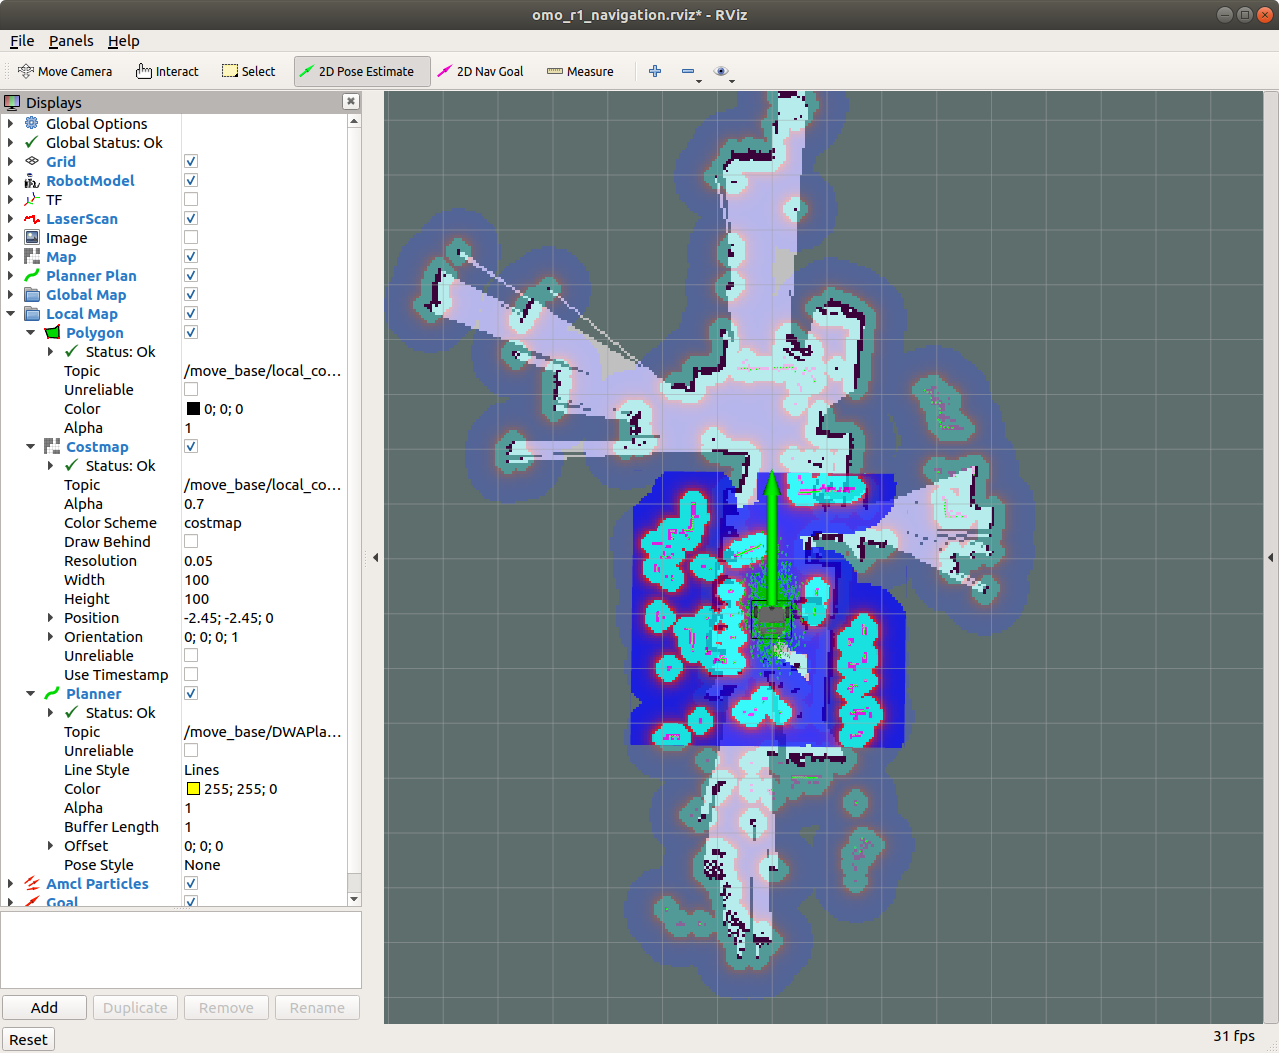 omo_r1_navigation.rviz* - RViz
File Panels Help
Move Camera Interact Select 2D Pose Estimate 2D Nav Goal Measure
Displays
Global Options
Global Status: Ok
Grid
RobotModel
TF
LaserScan
Image
Map
Planner Plan
Global Map
Local Map
Polygon
Status: Ok
Topic /move_base/local_co...
Unreliable
Color 0; 0; 0
Alpha 1
Costmap
Status: Ok
Topic /move_base/local_co...
Alpha 0.7
Color Scheme costmap
Draw Behind
Resolution 0.05
Width 100
Height 100
Position -2.45; -2.45; 0
Orientation 0; 0; 0; 1
Unreliable
Use Timestamp
Planner
Status: Ok
Topic /move_base/DWAPla...
Unreliable
Line Style Lines
Color 255; 255; 0
Alpha 1
Buffer Length 1
Offset 0; 0; 0
Pose Style None
Amcl Particles
Goal
Add Duplicate Remove Rename
Reset
31 fps